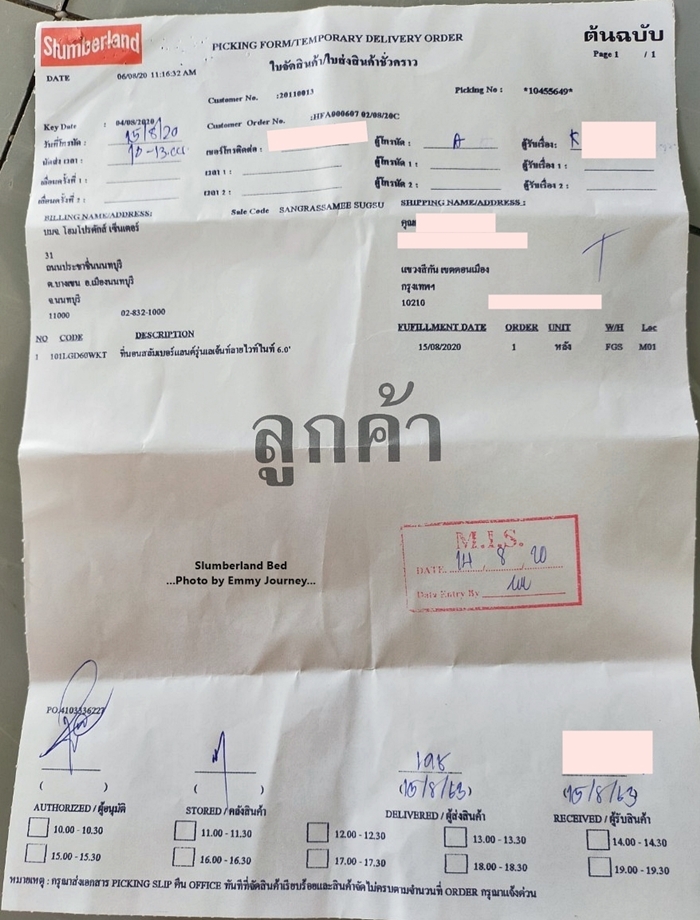 Slumberland
PICKING FORM/TEMPORARY DELIVERY ORDER
ต้นฉบับ
ใบจัดสินค้า/ใบส่งสินค้าชั่วคราว
Page 1 / 1
DATE 06/08/20 11:16:32 AM
Customer No. :20110013
Picking No : *10455649*
Key Date : 04/08/2020
Customer Order No. :HFA000607 02/08/20C
วันที่โทรนัด : 15/8/20
เบอร์โทรติดต่อ :
ผู้โทรนัด : A
ผู้รับเรื่อง: K
นัดส่ง เวลา : 10-13.00
เวลา 1 :
ผู้โทรนัด 1 :
ผู้รับเรื่อง 1 :
เลื่อนครั้งที่ 1 :
เลื่อนครั้งที่ 2 :
เวลา 2 :
ผู้โทรนัด 2 :
ผู้รับเรื่อง 2 :
BILLING NAME/ADDRESS:
Sale Code SANGRASSAMEE SUGSU
SHIPPING NAME/ADDRESS :
บมจ. โฮมโปรดักส์ เซ็นเตอร์
คุณ
31
ถนนประชาชื่นนนทบุรี
ต.บางเขน อ.เมืองนนทบุรี
จ.นนทบุรี
11000 02-832-1000
แขวงสีกัน เขตดอนเมือง
กรุงเทพฯ
10210
T
NO CODE DESCRIPTION
FUFILLMENT DATE ORDER UNIT W/H Loc
1 101LGD60WKT ที่นอนสลัมเบอร์แลนด์รุ่นเลเจ้นท์ลายไวท์ไนท์ 6.0'
15/08/2020 1 หลัง FGS M01
ลูกค้า
M.I.S.
DATE 14 / 8 / 20
Data Entry By
Slumberland Bed
...Photo by Emmy Journey...
PO.4103336227
( )
( )
(15/8/63)
(15/8/63)
AUTHORIZED / ผู้อนุมัติ
STORED / คลังสินค้า
DELIVERED / ผู้ส่งสินค้า
RECEIVED / ผู้รับสินค้า
10.00 - 10.30
11.00 - 11.30
12.00 - 12.30
13.00 - 13.30
14.00 - 14.30
15.00 - 15.30
16.00 - 16.30
17.00 - 17.30
18.00 - 18.30
19.00 - 19.30
หมายเหตุ : กรุณาส่งเอกสาร PICKING SLIP คืน OFFICE ทันทีที่จัดสินค้าเรียบร้อยและสินค้าจัดไม่ครบตามจำนวนที่ ORDER กรุณาแจ้งด่วน